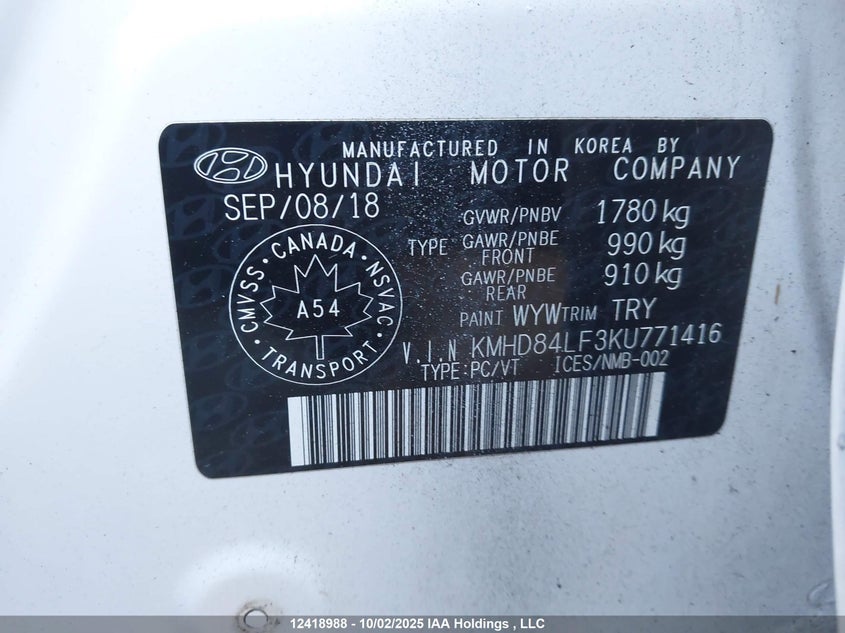 MANUFACTURED IN KOREA BY
HYUNDAI MOTOR COMPANY
SEP/08/18
GVWR/PNBV 1780 kg
TYPE GAWR/PNBE FRONT 990 kg
GAWR/PNBE REAR 910 kg
PAINT WYW TRIM TRY
CMVSS · CANADA · NSVAC · TRANSPORT ·
A54
V.I.N KMHD84LF3KU771416
TYPE:PC/VT ICES/NMB-002
12418988 - 10/02/2025 IAA Holdings , LLC